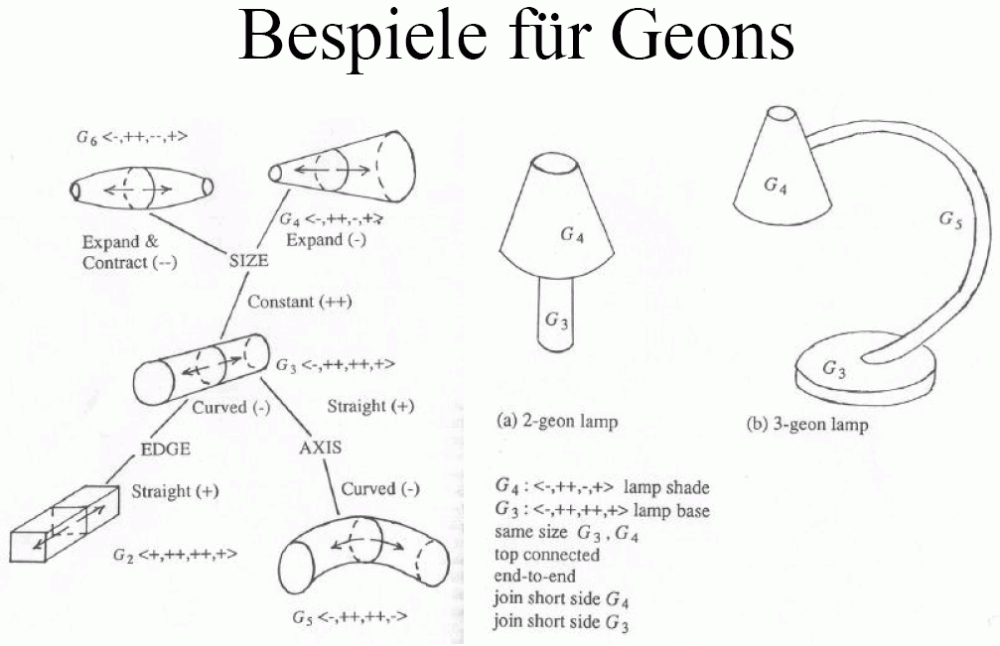 Bespiele für Geons
G6 <-,++,--,+>
G4 <-,++,-,+>
Expand &
Contract (--)
Expand (-)
SIZE
Constant (++)
G3 <-,++,++,+>
Curved (-)
Straight (+)
EDGE
AXIS
Straight (+)
Curved (-)
G2 <+,++,++,+>
G5 <-,++,++,->
G4
G3
(a) 2-geon lamp
G4
G5
G3
(b) 3-geon lamp
G4 : <-,++,-,+> lamp shade
G3 : <-,++,++,+> lamp base
same size G3 , G4
top connected
end-to-end
join short side G4
join short side G3